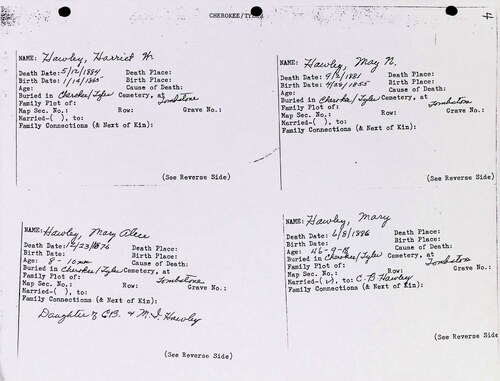 CHEROKEE/TYLER
4
NAME: Hawley, Harriet W.
Death Date: 5/12/1884 Death Place:
Birth Date: 1/14/1865 Birth Place:
Age: Cause of Death:
Buried in Cherokee/Tyler Cemetery, at Tombstone
Family Plot of:
Map Sec. No.: Row: Grave No.:
Married-( ), to:
Family Connections (& Next of Kin):
(See Reverse Side)
NAME: Hawley, May N.
Death Date: 9/2/1881 Death Place:
Birth Date: 4/28/1855 Birth Place:
Age: Cause of Death:
Buried in Cherokee/Tyler Cemetery, at Tombstone
Family Plot of:
Map Sec. No.: Row: Grave No.:
Married-( ), to:
Family Connections (& Next of Kin):
(See Reverse Side)
NAME: Hawley, Mary Alice
Death Date: 12/23/1876 Death Place:
Birth Date: Birth Place:
Age: 8 - 10 mos Cause of Death:
Buried in Cherokee/Tyler Cemetery, at Tombstone
Family Plot of:
Map Sec. No.: Row: Grave No.:
Married-( ), to:
Family Connections (& Next of Kin):
Daughter of C.B. & M.I. Hawley
(See Reverse Side)
NAME: Hawley, Mary
Death Date: 6/8/1886 Death Place:
Birth Date: Birth Place:
Age: 46-9-18 Cause of Death:
Buried in Cherokee/Tyler Cemetery, at Tombstone
Family Plot of:
Map Sec. No.: Row: Grave No.:
Married-(v), to: C.B. Hawley
Family Connections (& Next of Kin):
(See Reverse Side